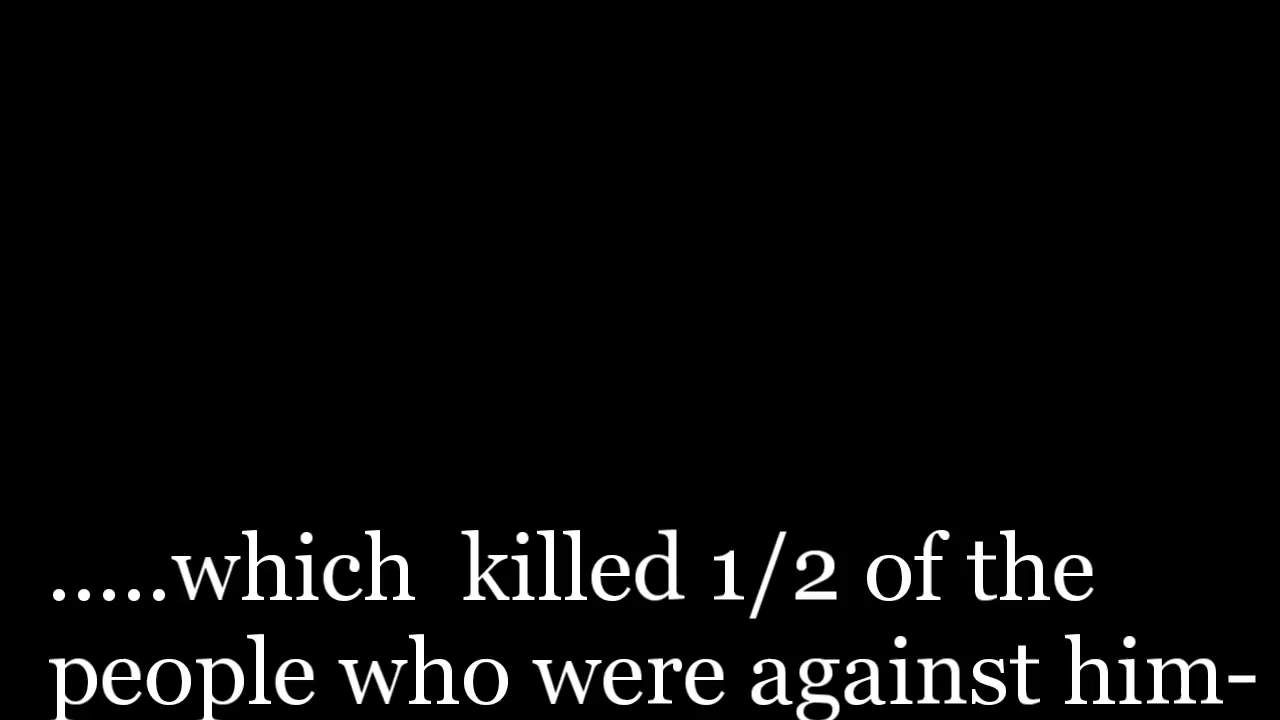 .....which  killed 1/2 of the
people who were against him-